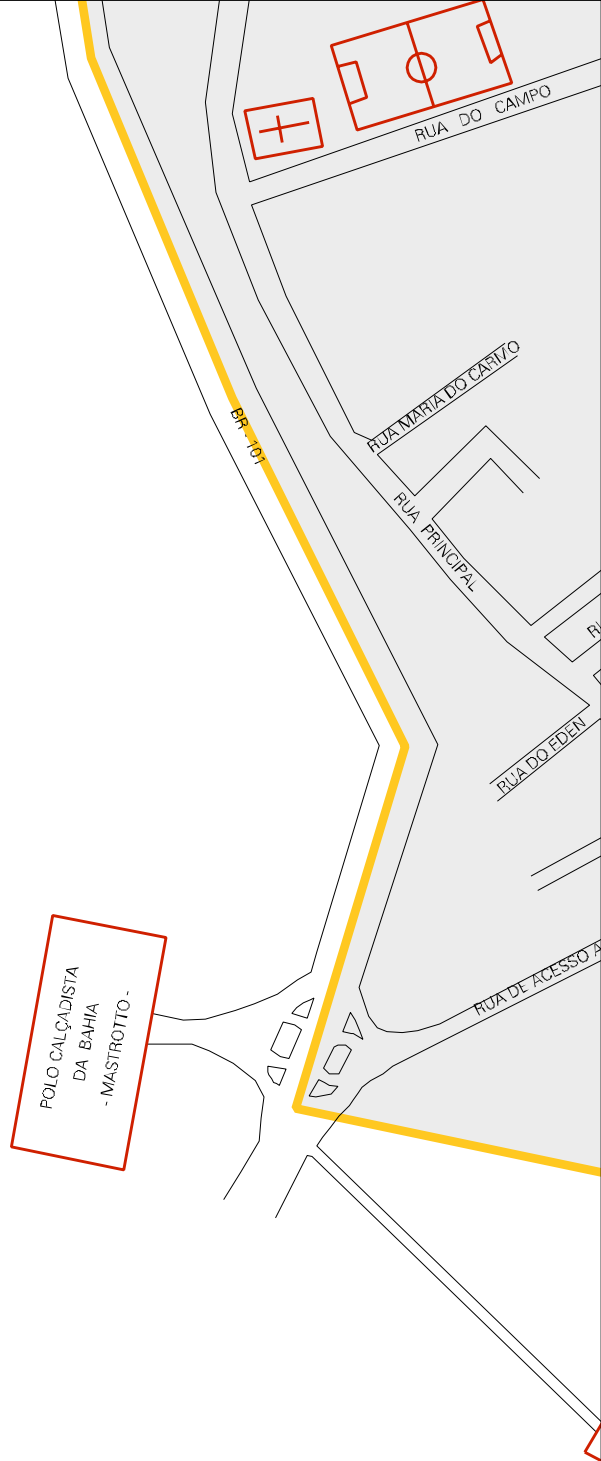 RUA DO CAMPO
RUA MARIA DO CARMO
BR - 101
RUA PRINCIPAL
RUA DO EDEN
RUA DE ACESSO A
POLO CALÇADISTA
DA BAHIA
- MASTROTTO -